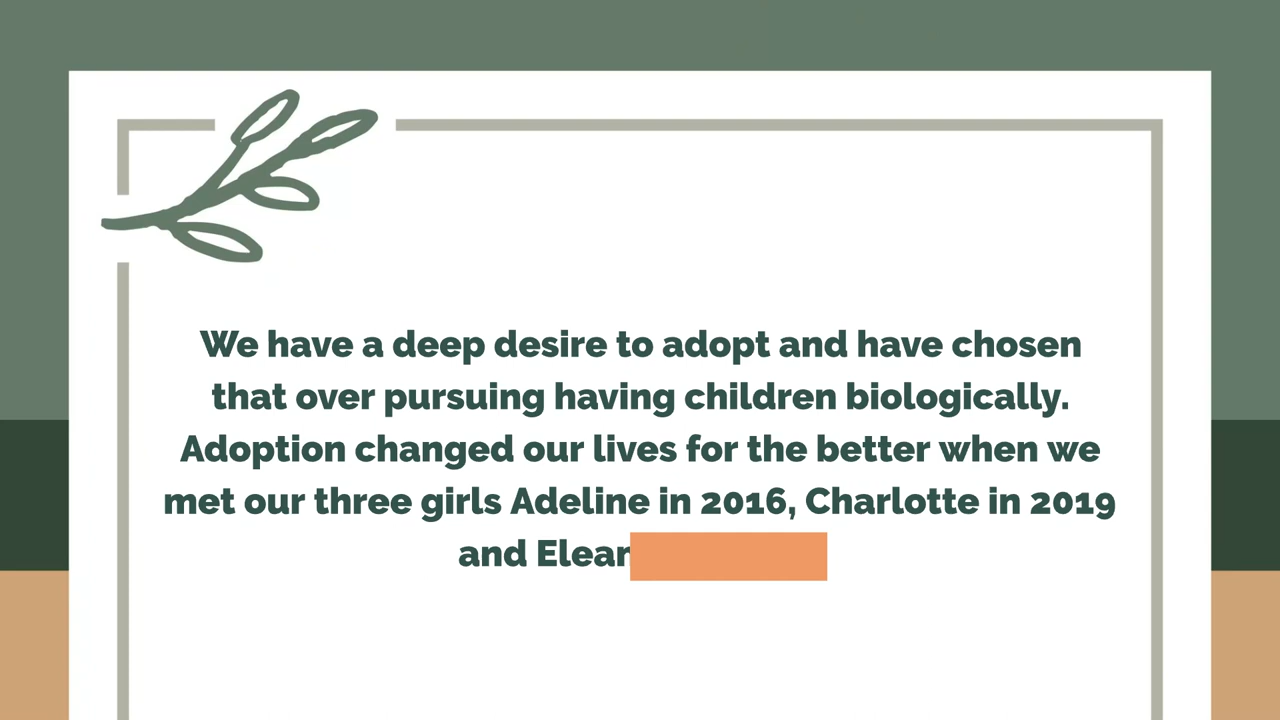 We have a deep desire to adopt and have chosen
that over pursuing having children biologically.
Adoption changed our lives for the better when we
met our three girls Adeline in 2016, Charlotte in 2019
and